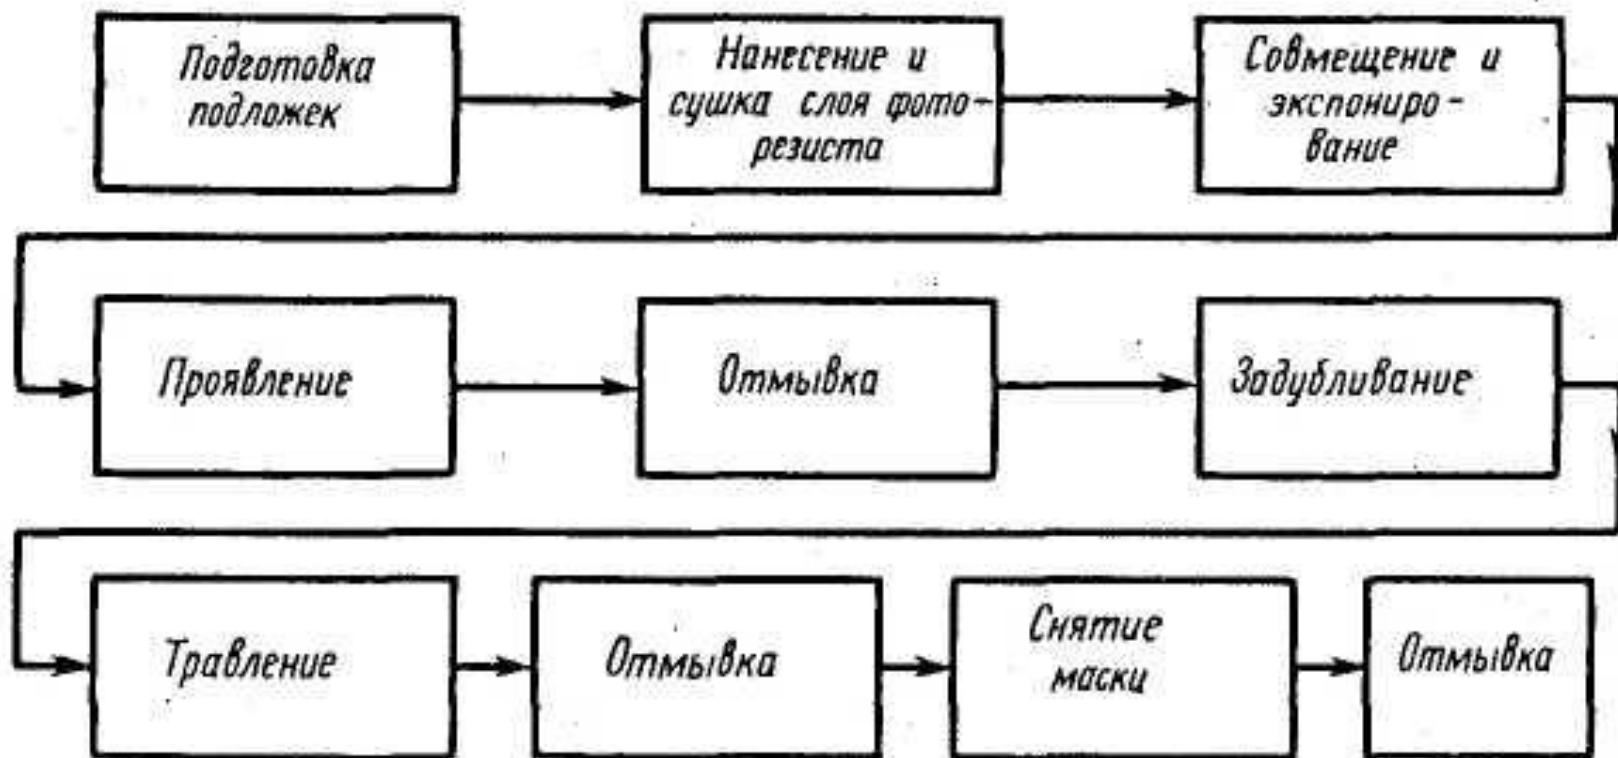 Подготовка
подложек
Нанесение и
сушка слоя фото-
резиста
Совмещение и
экспониро-
вание
Проявление
Отмывка
Задубливание
Травление
Отмывка
Снятие
маски
Отмывка